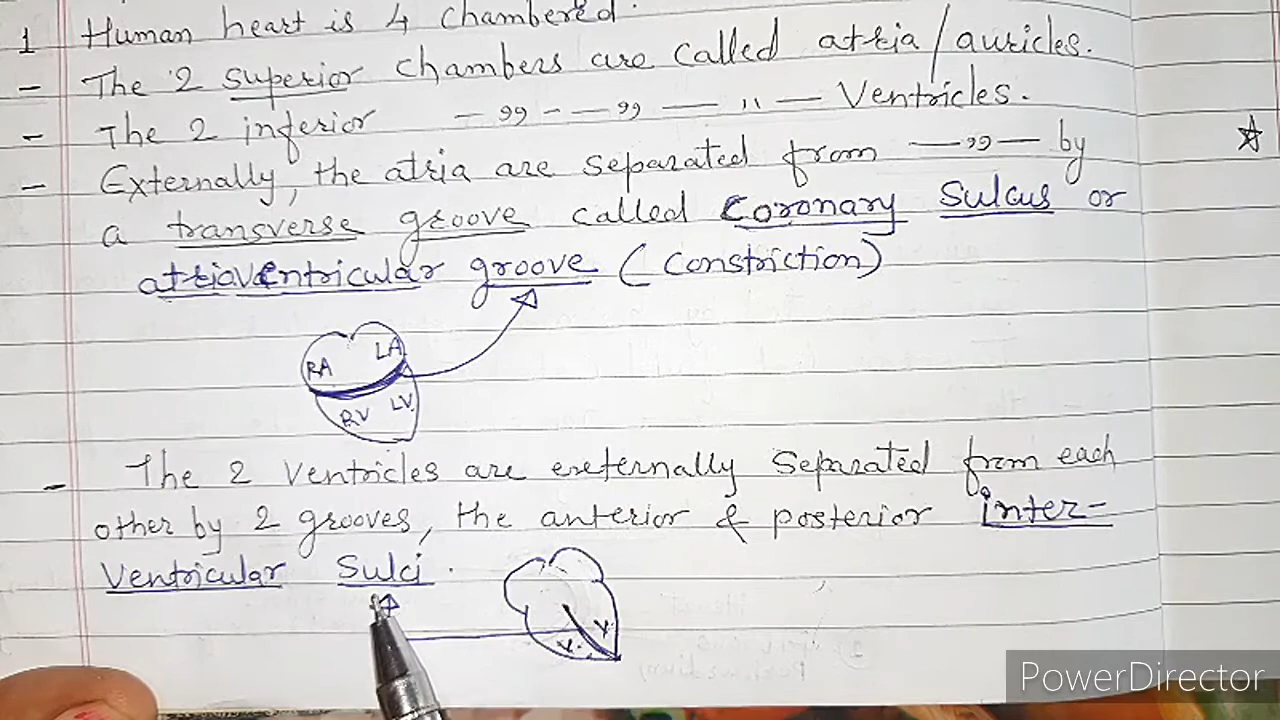 1 Human heart is 4 chambered.
- The 2 superior chambers are called atria/auricles.
- The 2 inferior -"--"-"- Ventricles.
- Externally, the atria are separated from -"- by
a transverse groove called Coronary Sulcus or
atrioventricular groove (Constriction)
RA LA
RV LV
- The 2 ventricles are externally separated from each
other by 2 grooves, the anterior & posterior inter-
Ventricular Sulci.
V. V.
PowerDirector